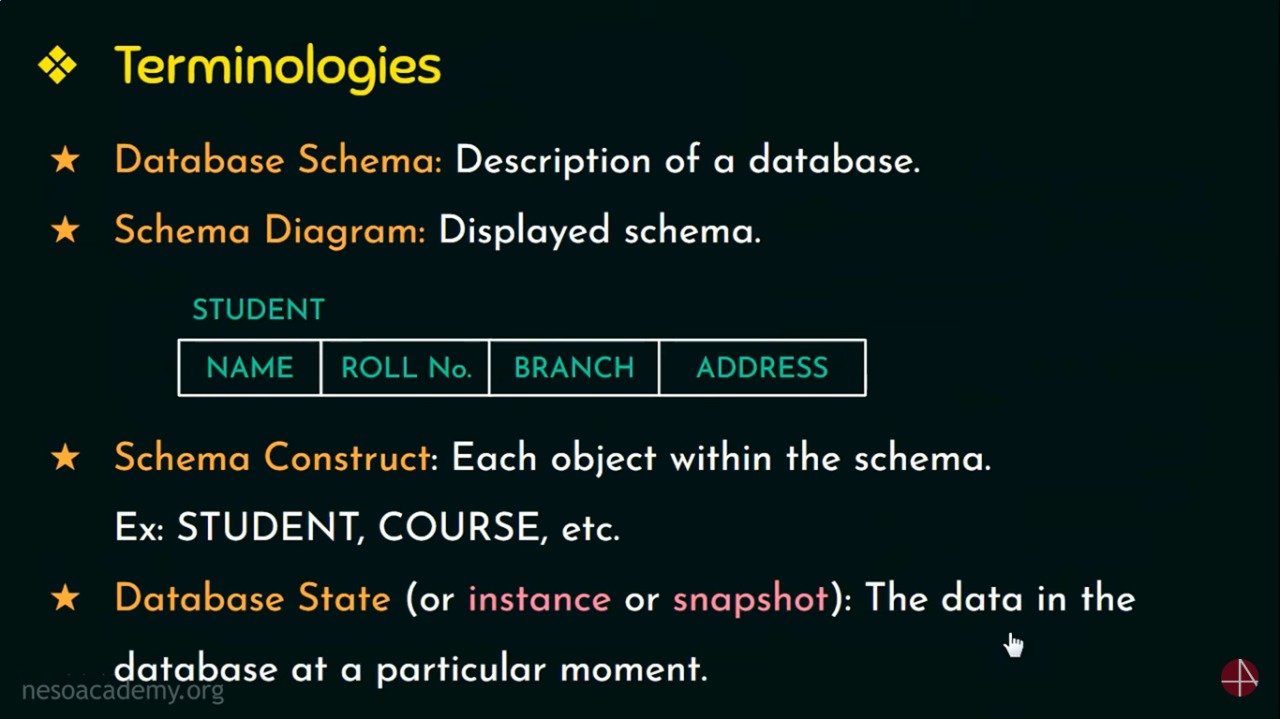 Terminologies
Database Schema: Description of a database.
Schema Diagram: Displayed schema.
STUDENT
NAME ROLL No. BRANCH ADDRESS
Schema Construct: Each object within the schema.
Ex: STUDENT, COURSE, etc.
Database State (or instance or snapshot): The data in the
database at a particular moment.
nesoacademy.org